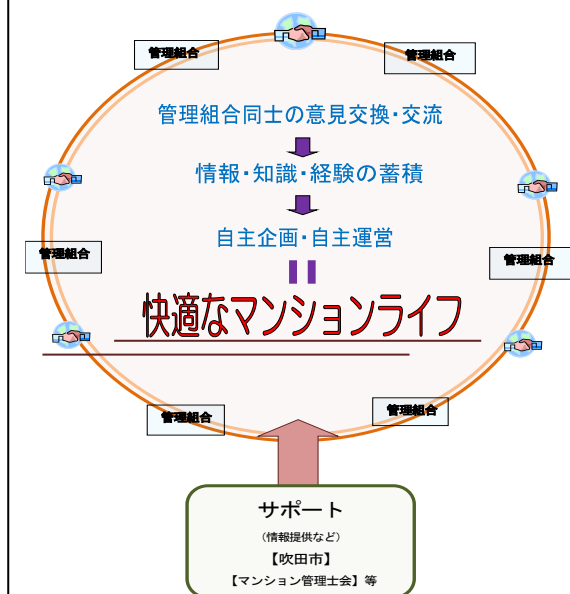 管理組合
管理組合
管理組合同士の意見交換・交流
情報・知識・経験の蓄積
自主企画・自主運営
管理組合
管理組合
快適なマンションライフ
管理組合
管理組合
サポート
（情報提供など）
【吹田市】
【マンション管理士会】等